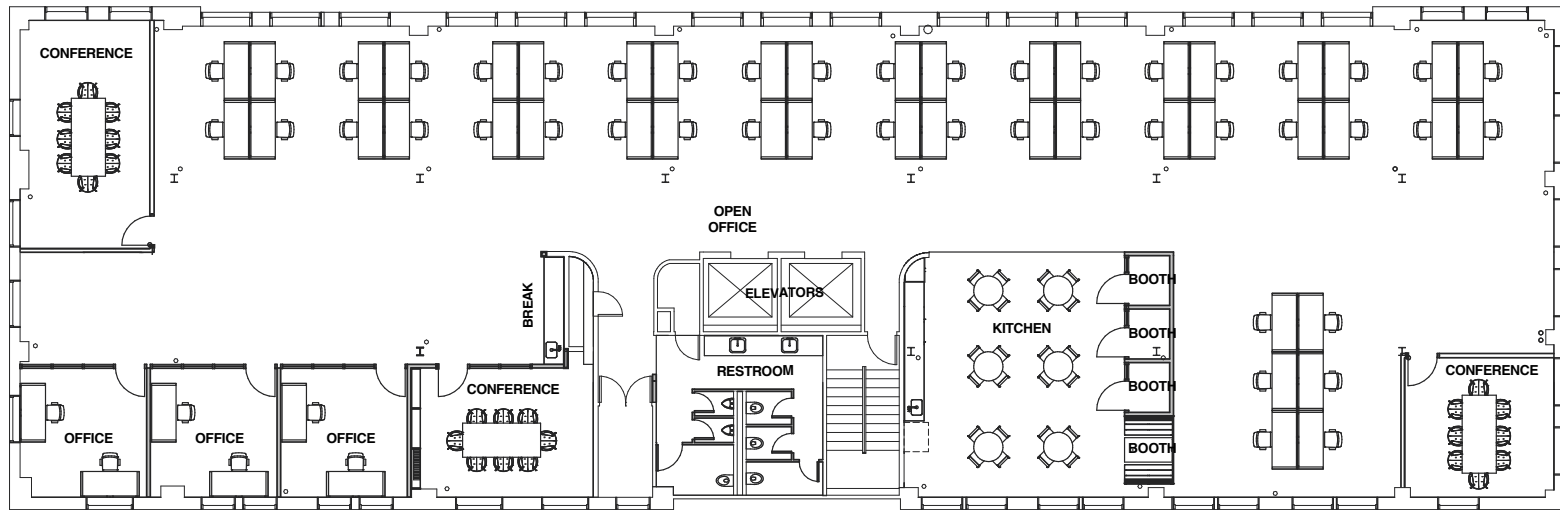 CONFERENCE
OPEN
OFFICE
BREAK
ELEVATORS
BOOTH
KITCHEN
BOOTH
RESTROOM
CONFERENCE
BOOTH
CONFERENCE
OFFICE
OFFICE
OFFICE
BOOTH